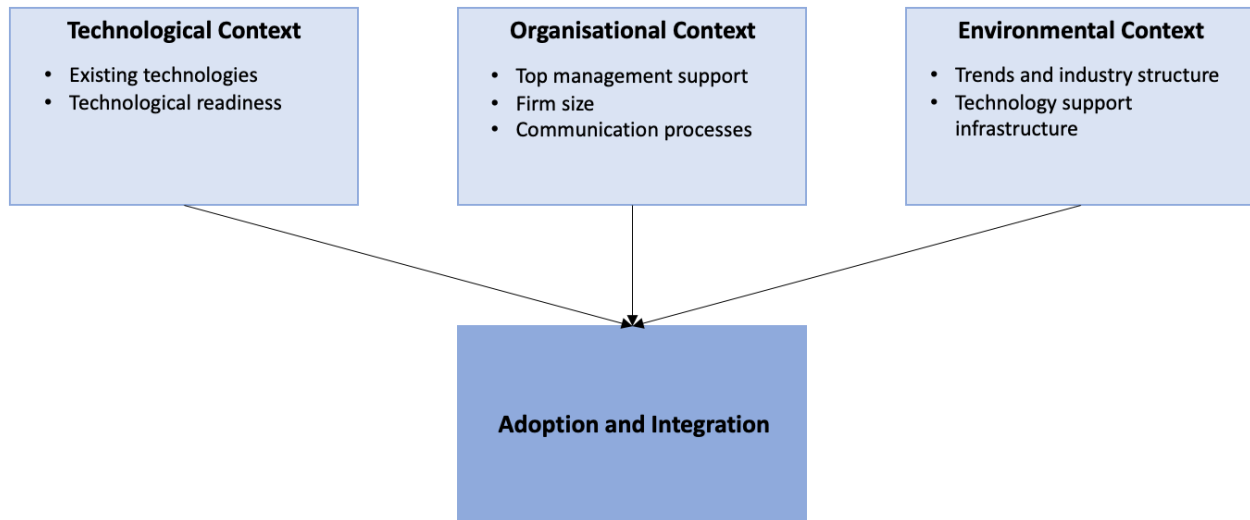 Technological Context
• Existing technologies
• Technological readiness
Organisational Context
• Top management support
• Firm size
• Communication processes
Environmental Context
• Trends and industry structure
• Technology support
infrastructure
Adoption and Integration